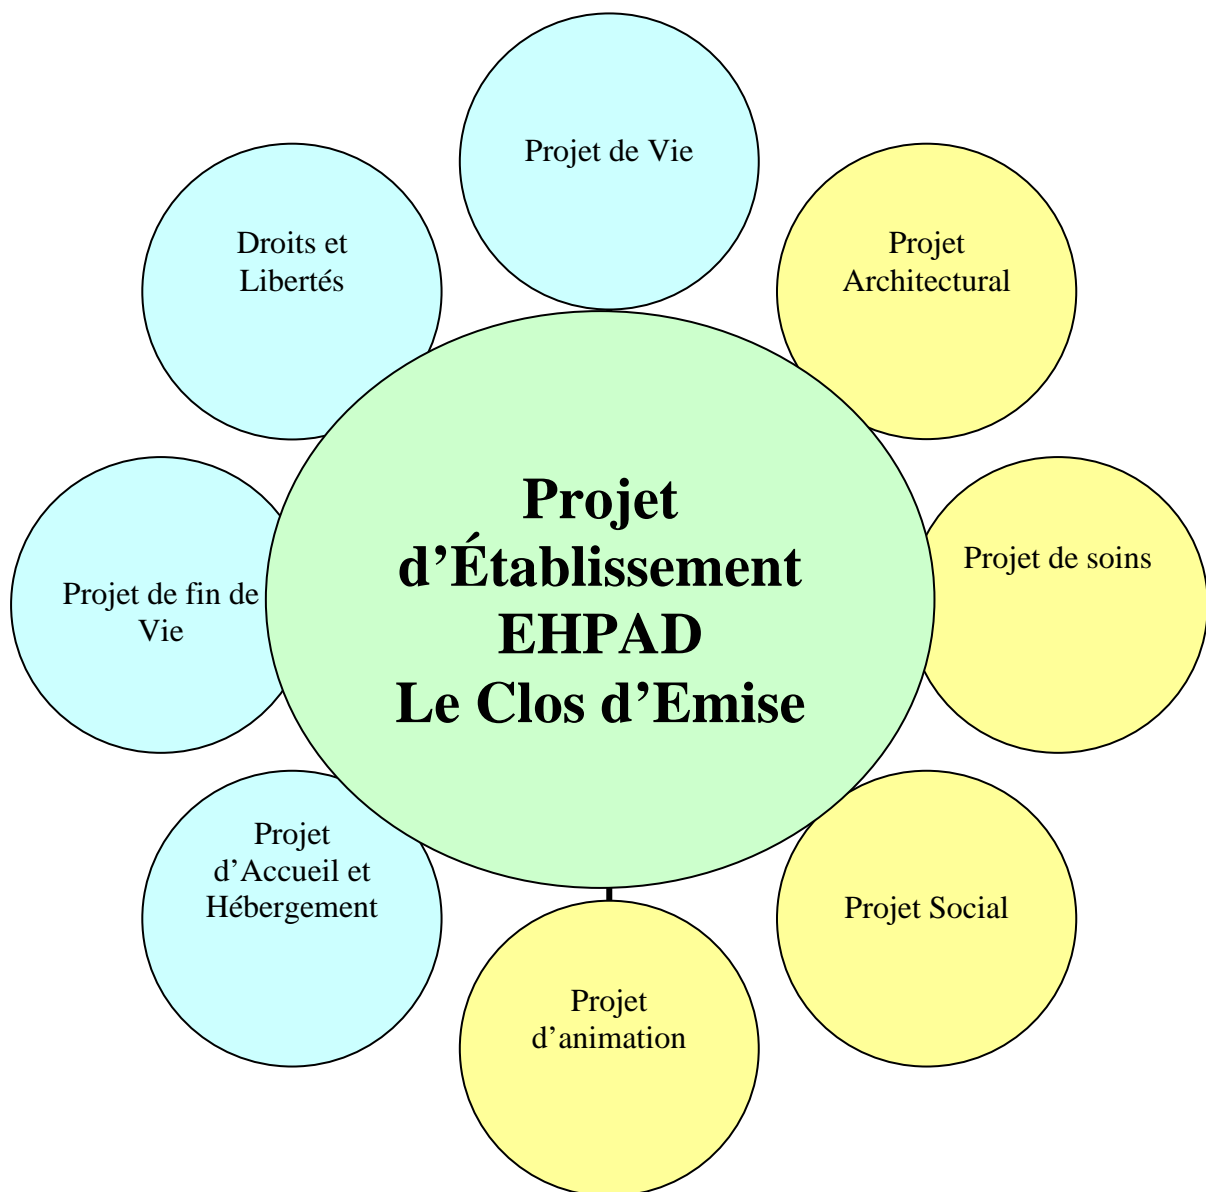 Projet de Vie
Droits et
Libertés
Projet
Architectural
Projet
d’Établissement
EHPAD
Le Clos d’Emise
Projet de soins
Projet de fin de
Vie
Projet
d’Accueil et
Hébergement
Projet Social
Projet
d’animation